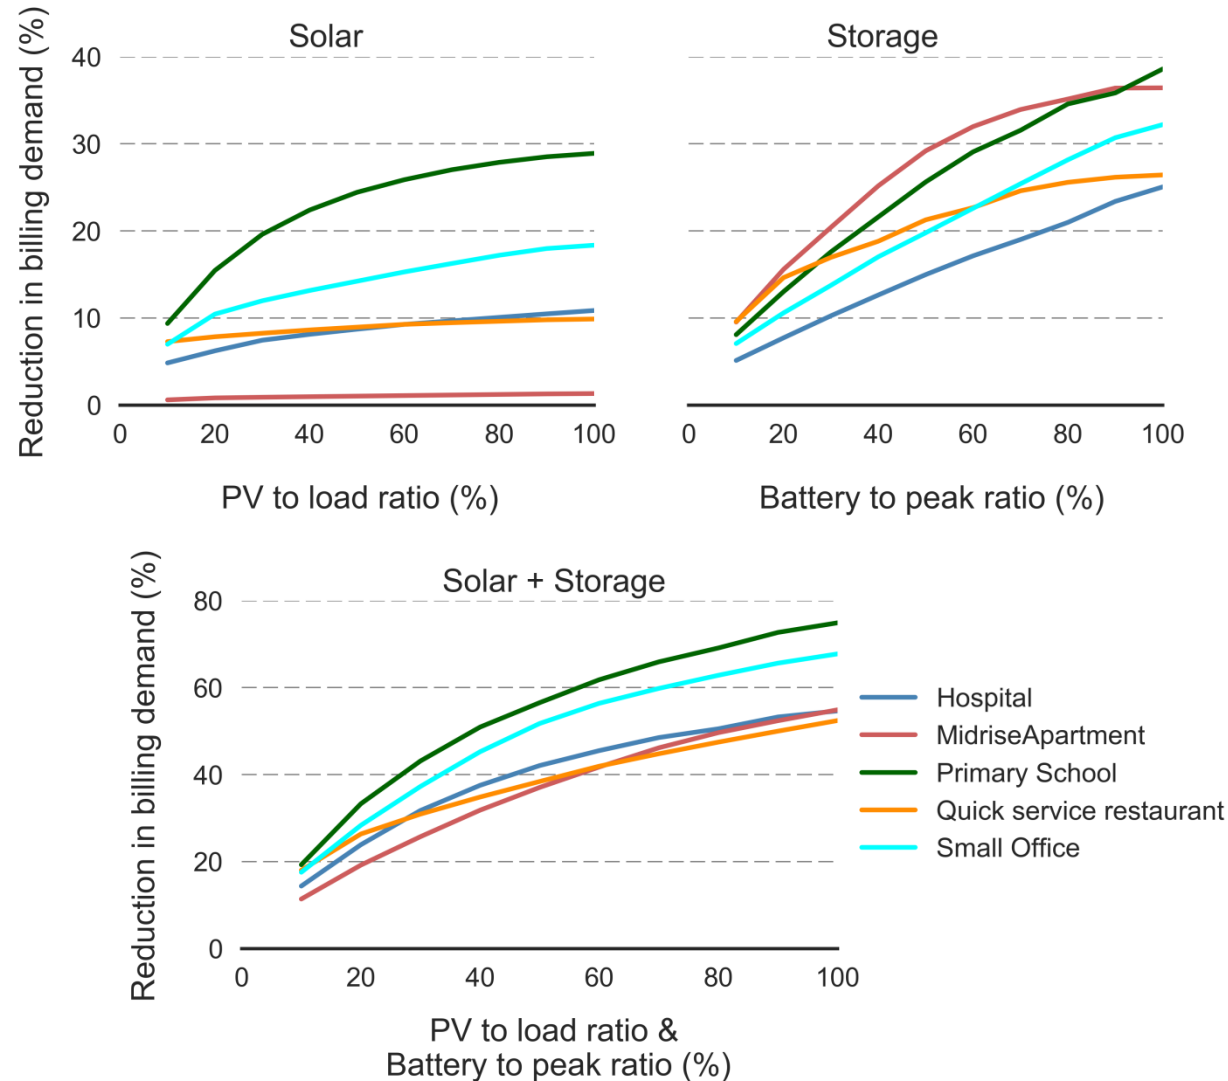 Solar
Reduction in billing demand (%)
40
30
20
10
0
0 20 40 60 80 100
PV to load ratio (%)
Storage
0 20 40 60 80 100
Battery to peak ratio (%)
Solar + Storage
Reduction in billing demand (%)
80
60
40
20
0
0 20 40 60 80 100
PV to load ratio &
Battery to peak ratio (%)
Hospital
MidriseApartment
Primary School
Quick service restaurant
Small Office